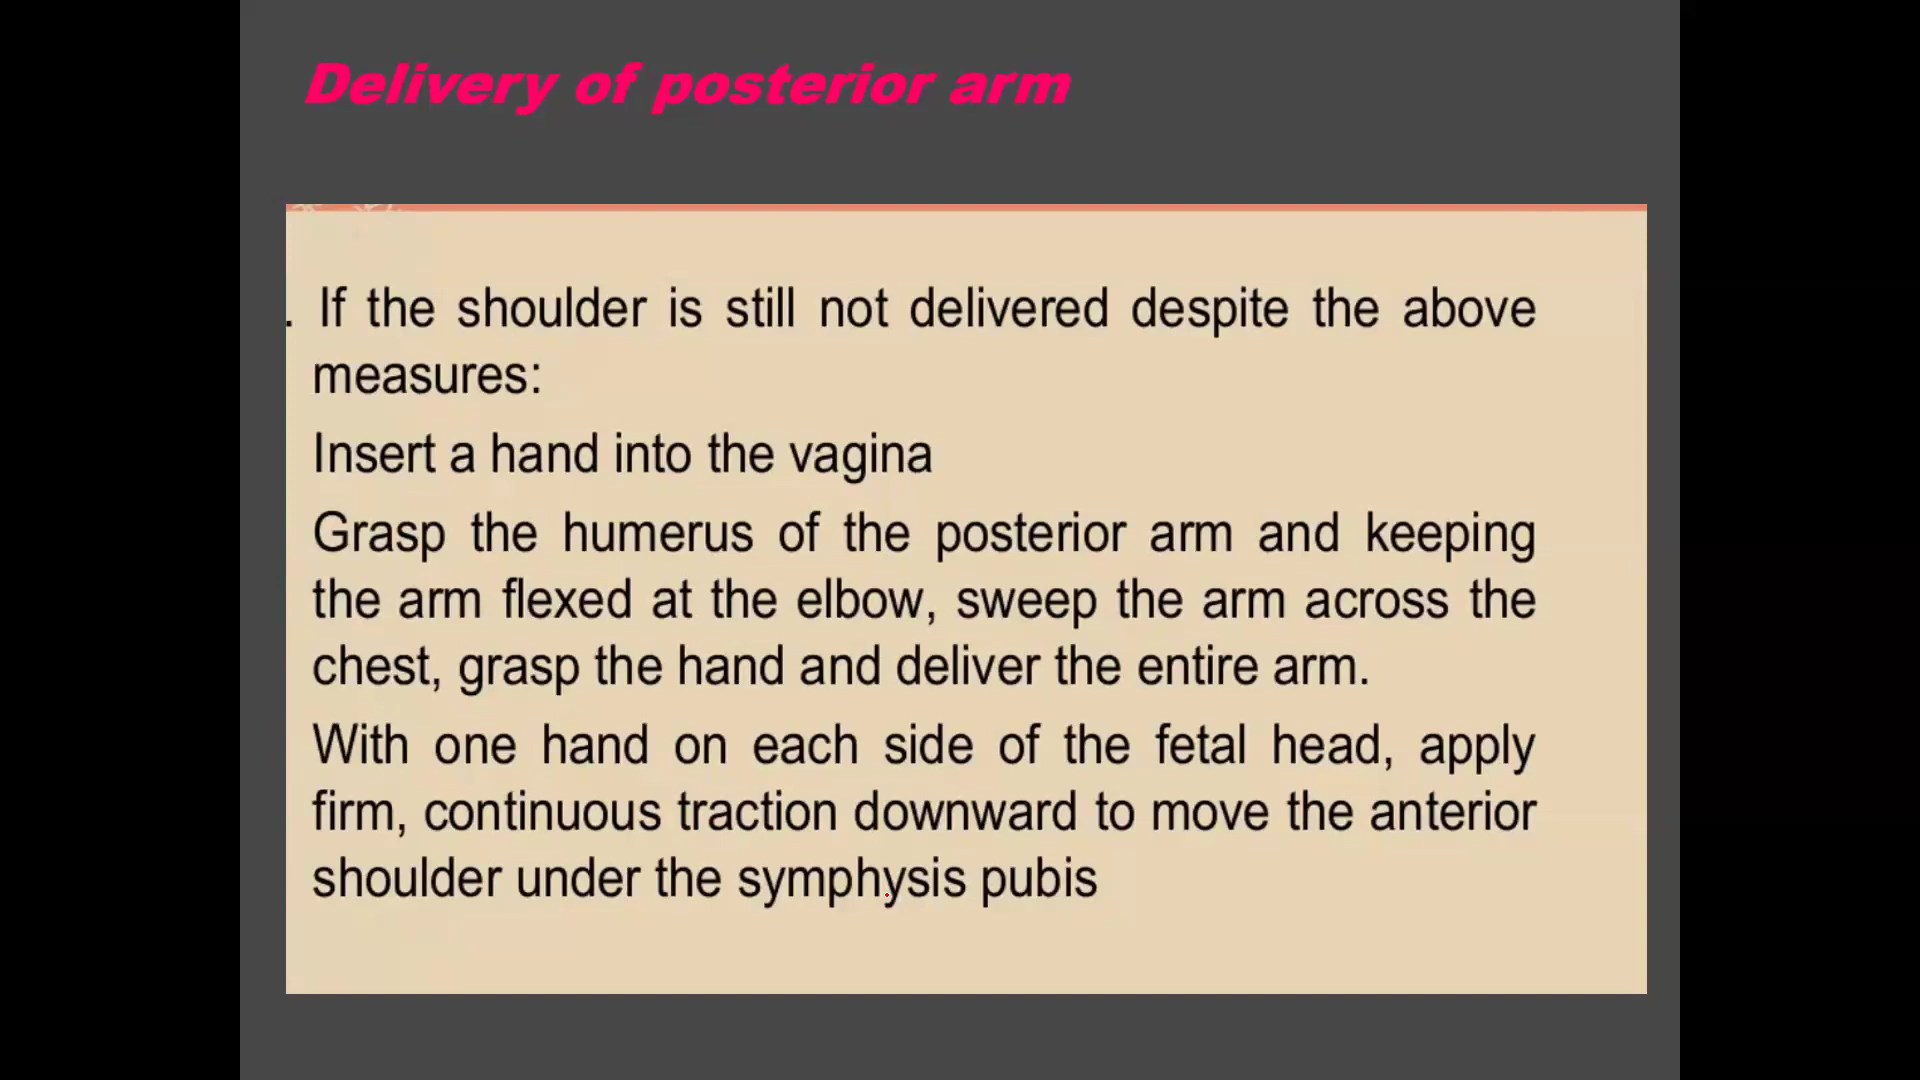 Delivery of posterior arm
. If the shoulder is still not delivered despite the above
measures:
Insert a hand into the vagina
Grasp the humerus of the posterior arm and keeping
the arm flexed at the elbow, sweep the arm across the
chest, grasp the hand and deliver the entire arm.
With one hand on each side of the fetal head, apply
firm, continuous traction downward to move the anterior
shoulder under the symphysis pubis